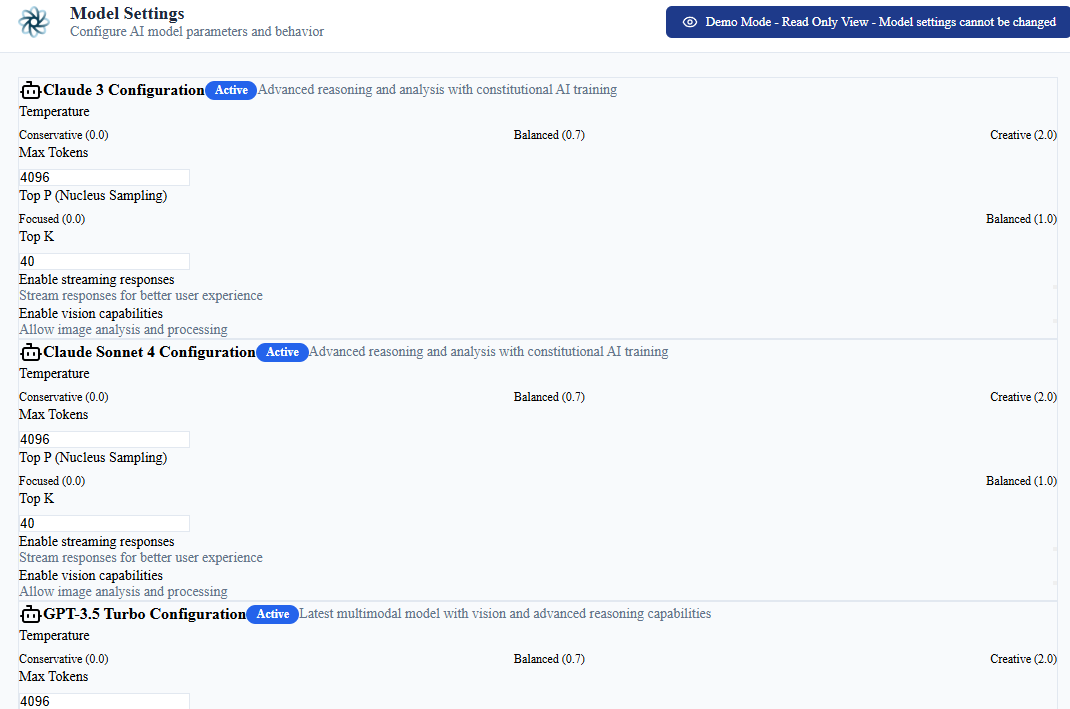 Model Settings
Configure AI model parameters and behavior
Demo Mode - Read Only View - Model settings cannot be changed
Claude 3 Configuration Active Advanced reasoning and analysis with constitutional AI training
Temperature
Conservative (0.0) Balanced (0.7) Creative (2.0)
Max Tokens
4096
Top P (Nucleus Sampling)
Focused (0.0) Balanced (1.0)
Top K
40
Enable streaming responses
Stream responses for better user experience
Enable vision capabilities
Allow image analysis and processing
Claude Sonnet 4 Configuration Active Advanced reasoning and analysis with constitutional AI training
Temperature
Conservative (0.0) Balanced (0.7) Creative (2.0)
Max Tokens
4096
Top P (Nucleus Sampling)
Focused (0.0) Balanced (1.0)
Top K
40
Enable streaming responses
Stream responses for better user experience
Enable vision capabilities
Allow image analysis and processing
GPT-3.5 Turbo Configuration Active Latest multimodal model with vision and advanced reasoning capabilities
Temperature
Conservative (0.0) Balanced (0.7) Creative (2.0)
Max Tokens
4096